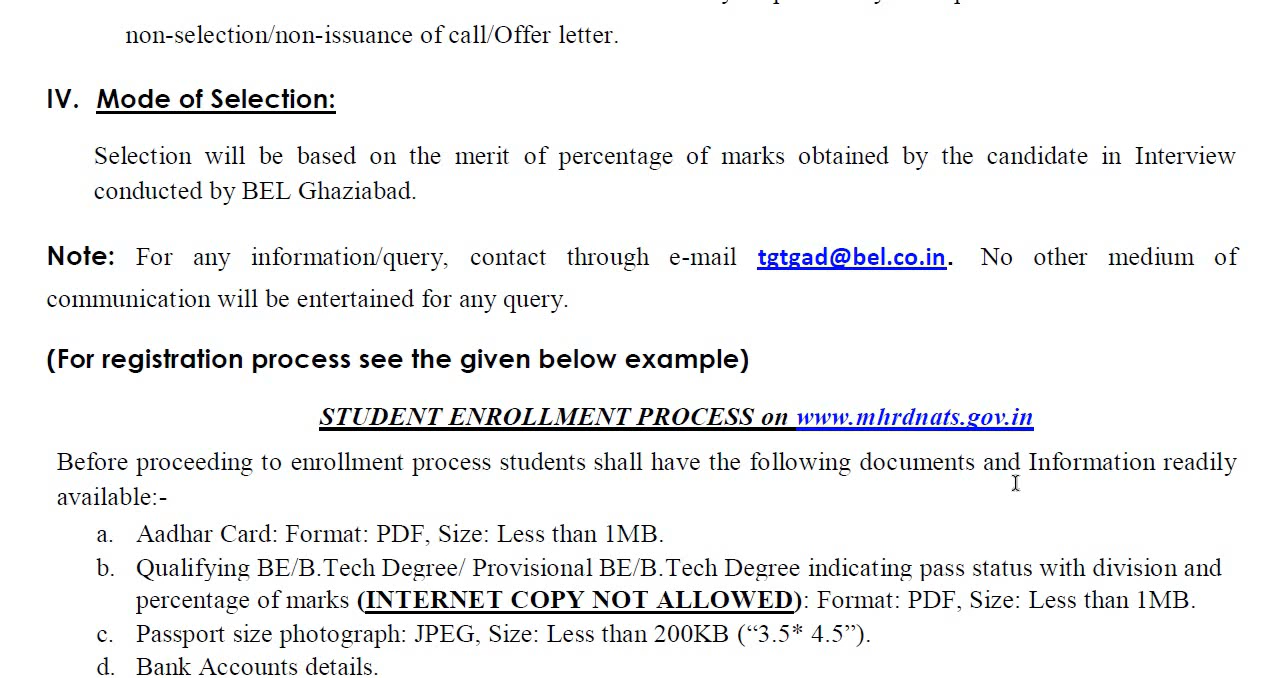 non-selection/non-issuance of call/Offer letter.
IV. Mode of Selection:
Selection will be based on the merit of percentage of marks obtained by the candidate in Interview
conducted by BEL Ghaziabad.
Note: For any information/query, contact through e-mail tgtgad@bel.co.in. No other medium of
communication will be entertained for any query.
(For registration process see the given below example)
STUDENT ENROLLMENT PROCESS on www.mhrdnats.gov.in
Before proceeding to enrollment process students shall have the following documents and Information readily
available:-
a. Aadhar Card: Format: PDF, Size: Less than 1MB.
b. Qualifying BE/B.Tech Degree/ Provisional BE/B.Tech Degree indicating pass status with division and
percentage of marks (INTERNET COPY NOT ALLOWED): Format: PDF, Size: Less than 1MB.
c. Passport size photograph: JPEG, Size: Less than 200KB (“3.5* 4.5”).
d. Bank Accounts details.